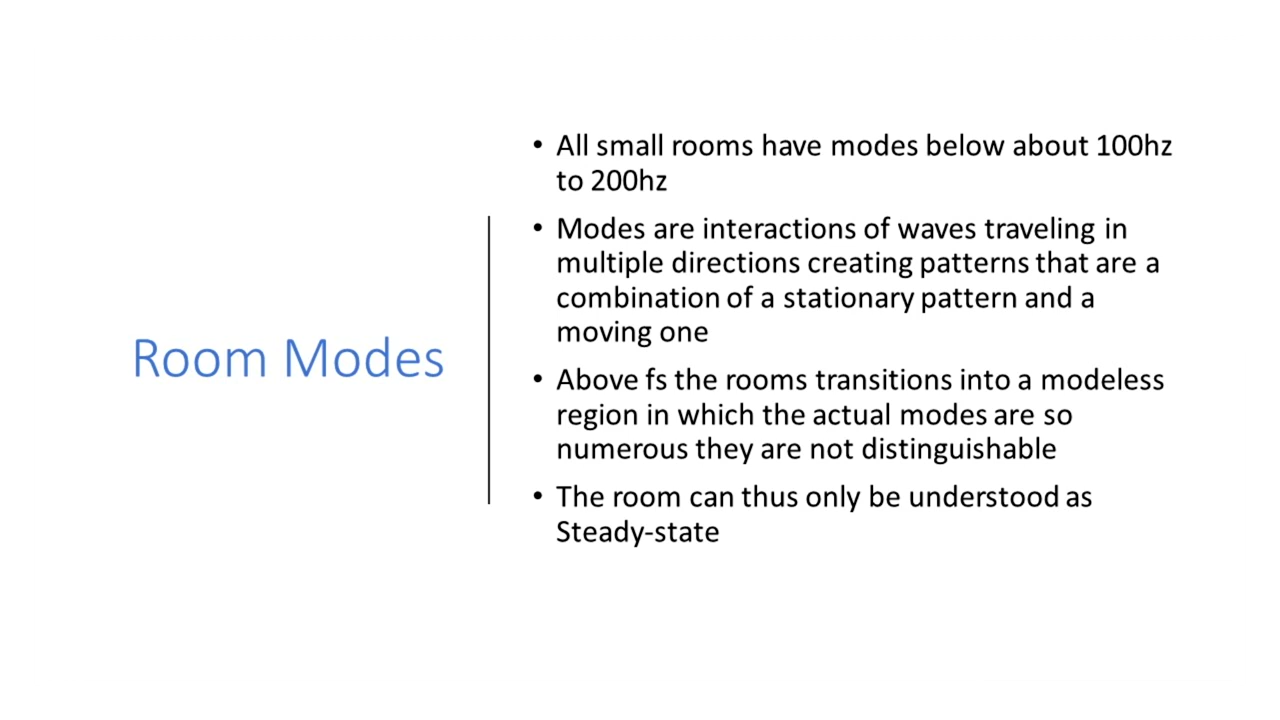 Room Modes
• All small rooms have modes below about 100hz
to 200hz
• Modes are interactions of waves traveling in
multiple directions creating patterns that are a
combination of a stationary pattern and a
moving one
• Above fs the rooms transitions into a modeless
region in which the actual modes are so
numerous they are not distinguishable
• The room can thus only be understood as
Steady-state